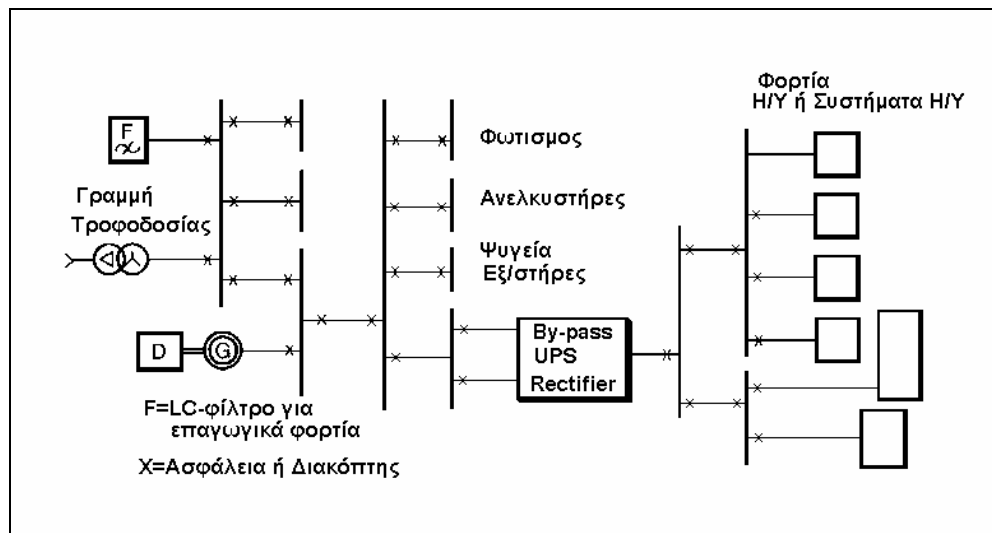 Φορτία
Η/Υ ή Συστήματα Η/Υ
F
Φωτισμος
Γραμμή
Τροφοδοσίας
Ανελκυστήρες
Ψυγεία
Εξ/στήρες
D
G
By-pass
UPS
Rectifier
F=LC-φίλτρο για
επαγωγικά φορτία
Χ=Ασφάλεια ή Διακόπτης